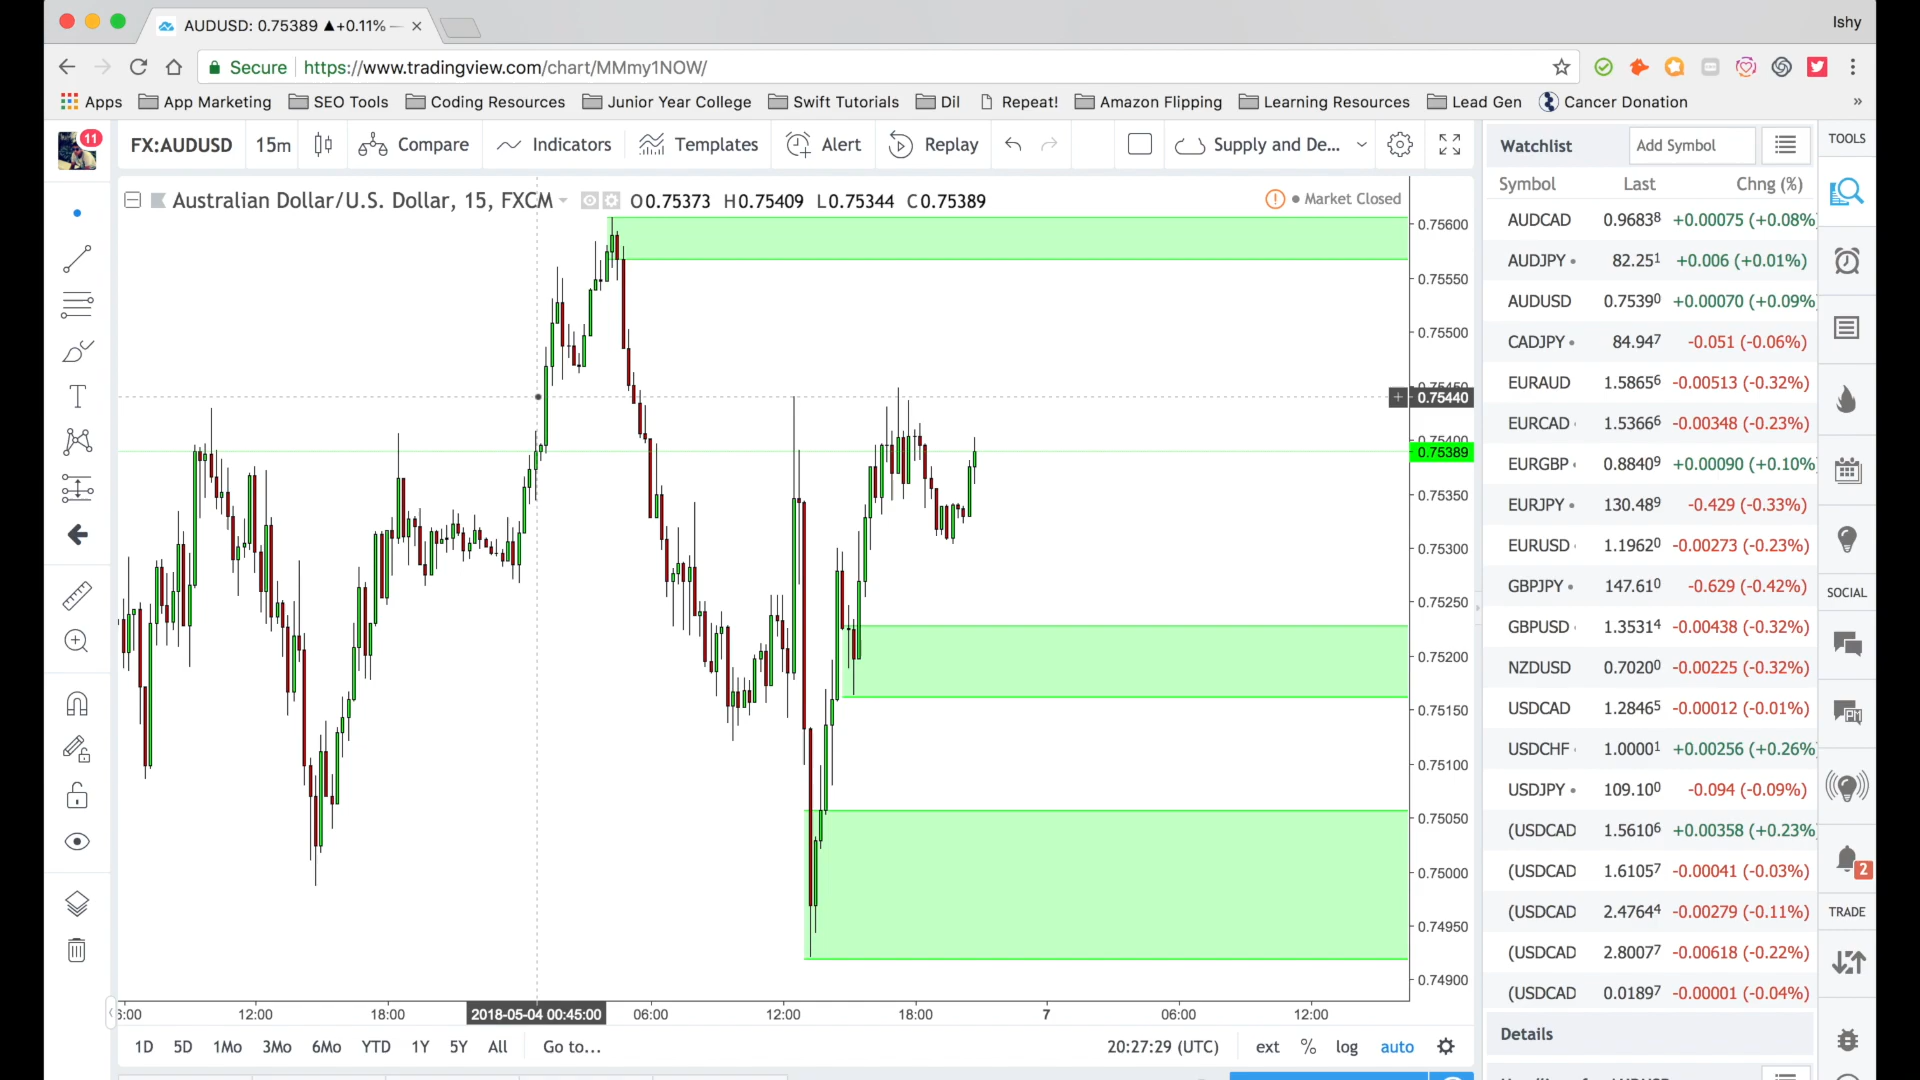 AUDUSD: 0.75389 ▲+0.11% —
Ishy
Secure | https://www.tradingview.com/chart/MMmy1NOW/
Apps App Marketing SEO Tools Coding Resources Junior Year College Swift Tutorials Dil Repeat! Amazon Flipping Learning Resources Lead Gen Cancer Donation »
11
FX:AUDUSD 15m Compare Indicators Templates Alert Replay Supply and De...
Watchlist Add Symbol
TOOLS
Australian Dollar/U.S. Dollar, 15, FXCM O0.75373 H0.75409 L0.75344 C0.75389
Market Closed
Symbol Last Chng (%)
AUDCAD 0.96838 +0.00075 (+0.08%
AUDJPY 82.251 +0.006 (+0.01%)
AUDUSD 0.75390 +0.00070 (+0.09%
CADJPY 84.947 -0.051 (-0.06%)
EURAUD 1.58656 -0.00513 (-0.32%)
EURCAD 1.53666 -0.00348 (-0.23%)
EURGBP 0.88409 +0.00090 (+0.10%
EURJPY 130.489 -0.429 (-0.33%)
EURUSD 1.19620 -0.00273 (-0.23%)
GBPJPY 147.610 -0.629 (-0.42%)
GBPUSD 1.35314 -0.00438 (-0.32%)
NZDUSD 0.70200 -0.00225 (-0.32%)
USDCAD 1.28465 -0.00012 (-0.01%)
USDCHF 1.00001 +0.00256 (+0.26%
USDJPY 109.100 -0.094 (-0.09%)
(USDCAD 1.56106 +0.00358 (+0.23%
(USDCAD 1.61057 -0.00041 (-0.03%)
(USDCAD 2.47644 -0.00279 (-0.11%)
(USDCAD 2.80077 -0.00618 (-0.22%)
(USDCAD 0.01897 -0.00001 (-0.04%)
Details
SOCIAL
2
TRADE
0.75600
0.75550
0.75500
0.75450
0.75440
0.75400
0.75389
0.75350
0.75300
0.75250
0.75200
0.75150
0.75100
0.75050
0.75000
0.74950
0.74900
12:00 18:00 2018-05-04 00:45:00 06:00 12:00 18:00 7 06:00 12:00
1D 5D 1Mo 3Mo 6Mo YTD 1Y 5Y All Go to... 20:27:29 (UTC) ext % log auto